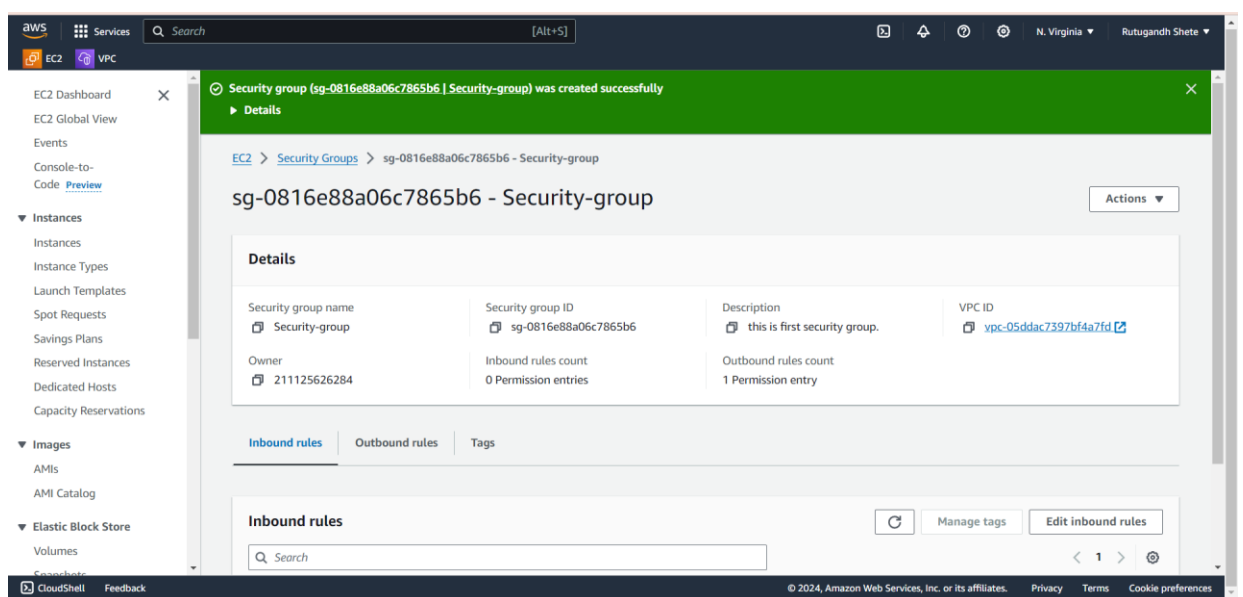 aws
Services
Search
[Alt+S]
N. Virginia
Rutugandh Shete
EC2
VPC
EC2 Dashboard
EC2 Global View
Events
Console-to-
Code Preview
Instances
Instances
Instance Types
Launch Templates
Spot Requests
Savings Plans
Reserved Instances
Dedicated Hosts
Capacity Reservations
Images
AMIs
AMI Catalog
Elastic Block Store
Volumes
Snapshots
Security group (sg-0816e88a06c7865b6 | Security-group) was created successfully
Details
EC2 > Security Groups > sg-0816e88a06c7865b6 - Security-group
sg-0816e88a06c7865b6 - Security-group
Actions
Details
Security group name
Security-group
Security group ID
sg-0816e88a06c7865b6
Description
this is first security group.
VPC ID
vpc-05ddac7397bf4a7fd
Owner
211125626284
Inbound rules count
0 Permission entries
Outbound rules count
1 Permission entry
Inbound rules
Outbound rules
Tags
Inbound rules
Manage tags
Edit inbound rules
Search
1
CloudShell
Feedback
© 2024, Amazon Web Services, Inc. or its affiliates.
Privacy
Terms
Cookie preferences